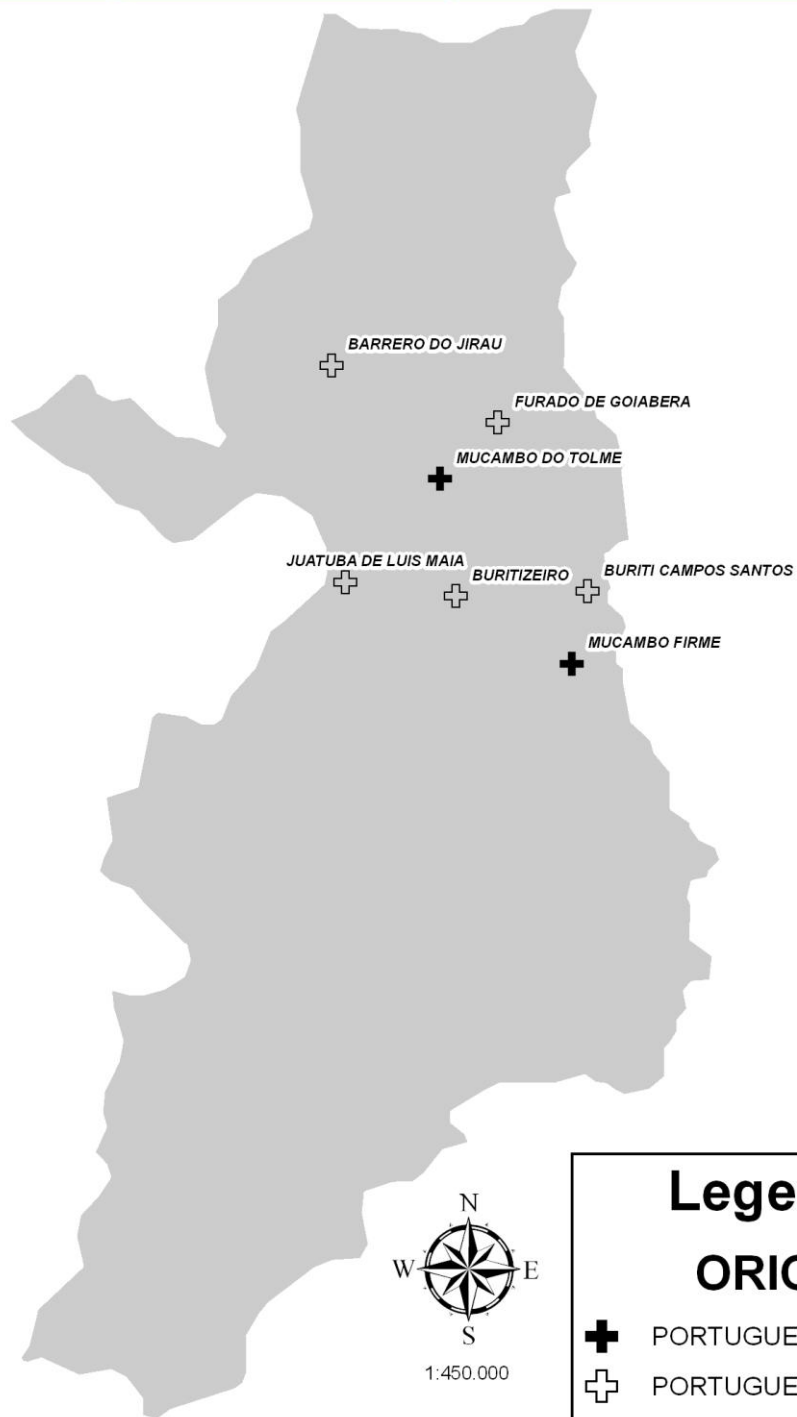 BARRERO DO JIRAU
FURADO DE GOIABERA
MUCAMBO DO TOLME
JUATUBA DE LUIS MAIA
BURITIZEIRO
BURITI CAMPOS SANTOS
MUCAMBO FIRME
N
W E
S
1:450.000
Lege
ORIG
PORTUGUE
PORTUGUE